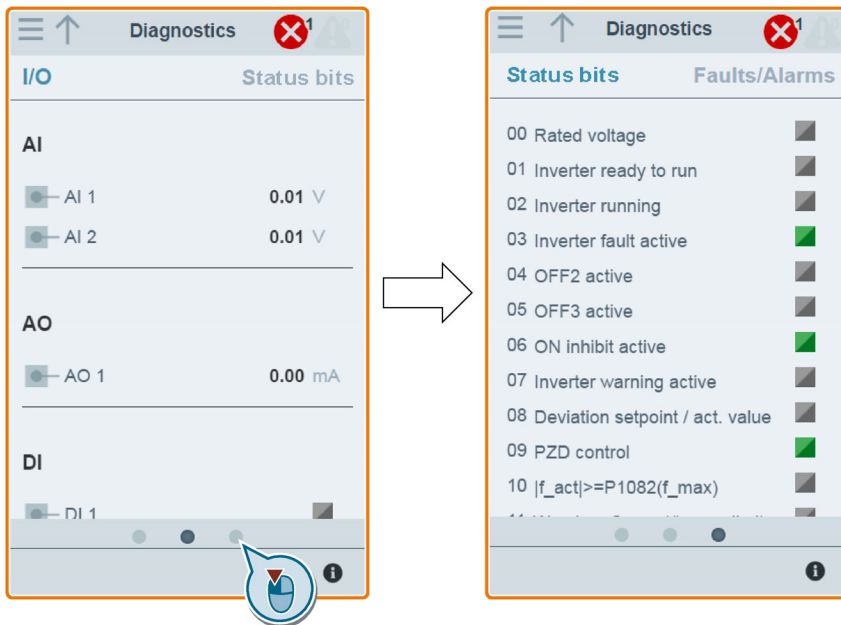 Diagnostics
1
I/O Status bits
AI
AI 1 0.01 V
AI 2 0.01 V
AO
AO 1 0.00 mA
DI
DI 1
Diagnostics
1
Status bits Faults/Alarms
00 Rated voltage
01 Inverter ready to run
02 Inverter running
03 Inverter fault active
04 OFF2 active
05 OFF3 active
06 ON inhibit active
07 Inverter warning active
08 Deviation setpoint / act. value
09 PZD control
10 |f_act|>=P1082(f_max)